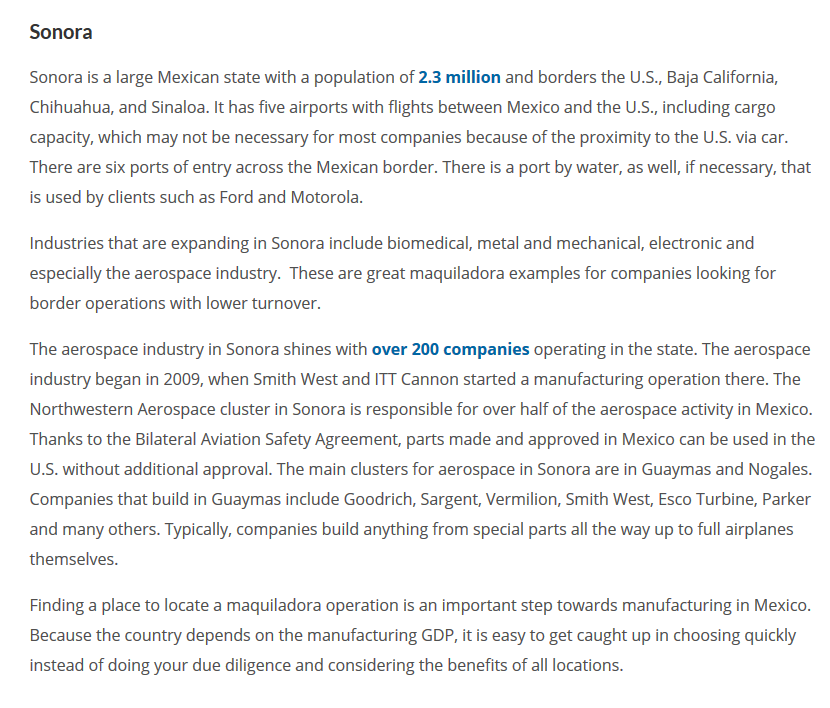 Sonora
Sonora is a large Mexican state with a population of 2.3 million and borders the U.S., Baja California,
Chihuahua, and Sinaloa. It has five airports with flights between Mexico and the U.S., including cargo
capacity, which may not be necessary for most companies because of the proximity to the U.S. via car.
There are six ports of entry across the Mexican border. There is a port by water, as well, if necessary, that
is used by clients such as Ford and Motorola.
Industries that are expanding in Sonora include biomedical, metal and mechanical, electronic and
especially the aerospace industry.  These are great maquiladora examples for companies looking for
border operations with lower turnover.
The aerospace industry in Sonora shines with over 200 companies operating in the state. The aerospace
industry began in 2009, when Smith West and ITT Cannon started a manufacturing operation there. The
Northwestern Aerospace cluster in Sonora is responsible for over half of the aerospace activity in Mexico.
Thanks to the Bilateral Aviation Safety Agreement, parts made and approved in Mexico can be used in the
U.S. without additional approval. The main clusters for aerospace in Sonora are in Guaymas and Nogales.
Companies that build in Guaymas include Goodrich, Sargent, Vermilion, Smith West, Esco Turbine, Parker
and many others. Typically, companies build anything from special parts all the way up to full airplanes
themselves.
Finding a place to locate a maquiladora operation is an important step towards manufacturing in Mexico.
Because the country depends on the manufacturing GDP, it is easy to get caught up in choosing quickly
instead of doing your due diligence and considering the benefits of all locations.